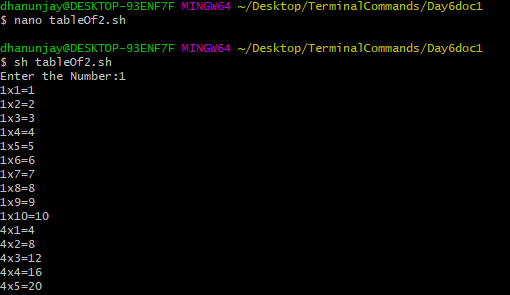 dhanunjay@DESKTOP-93ENF7F MINGW64 ~/Desktop/TerminalCommands/Day6doc1
$ nano tableOf2.sh
dhanunjay@DESKTOP-93ENF7F MINGW64 ~/Desktop/TerminalCommands/Day6doc1
$ sh tableOf2.sh
Enter the Number:1
1x1=1
1x2=2
1x3=3
1x4=4
1x5=5
1x6=6
1x7=7
1x8=8
1x9=9
1x10=10
4x1=4
4x2=8
4x3=12
4x4=16
4x5=20